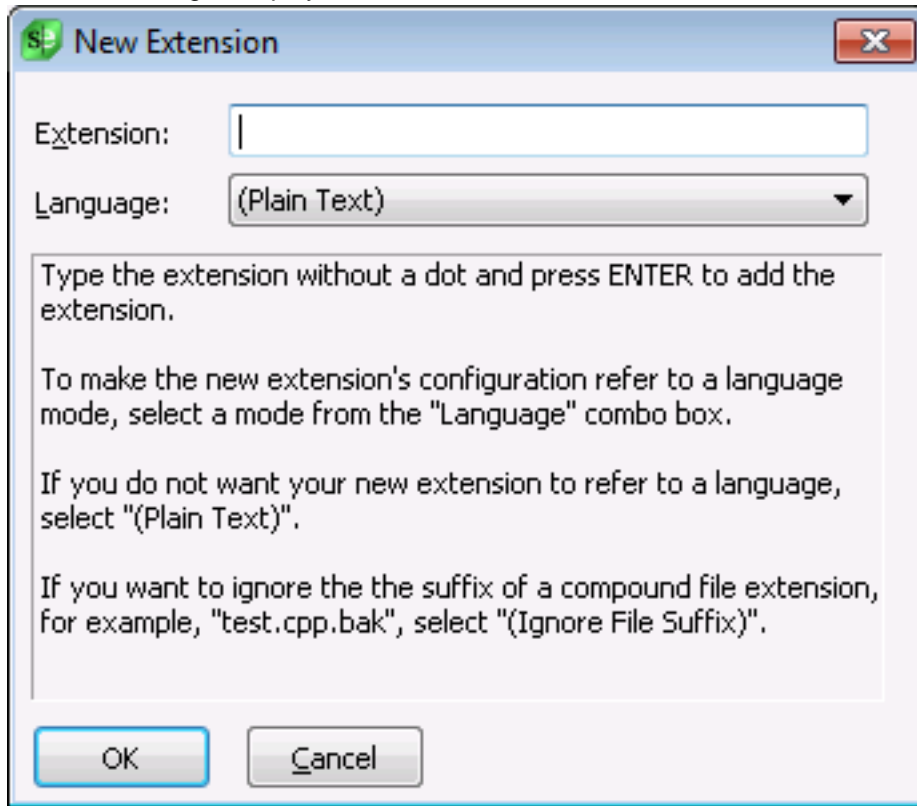 New Extension
Extension:
Language: (Plain Text)
Type the extension without a dot and press ENTER to add the
extension.
To make the new extension's configuration refer to a language
mode, select a mode from the "Language" combo box.
If you do not want your new extension to refer to a language,
select "(Plain Text)".
If you want to ignore the the suffix of a compound file extension,
for example, "test.cpp.bak", select "(Ignore File Suffix)".
OK Cancel